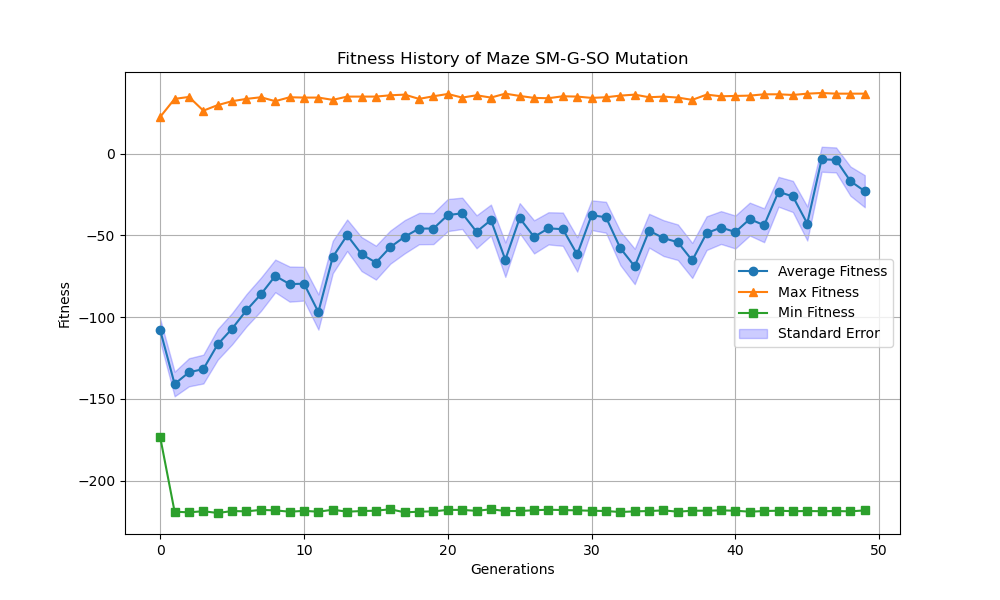 Fitness History of Maze SM-G-SO Mutation
Fitness
0
−50
−100
−150
−200
Average Fitness
Max Fitness
Min Fitness
Standard Error
0 10 20 30 40 50
Generations